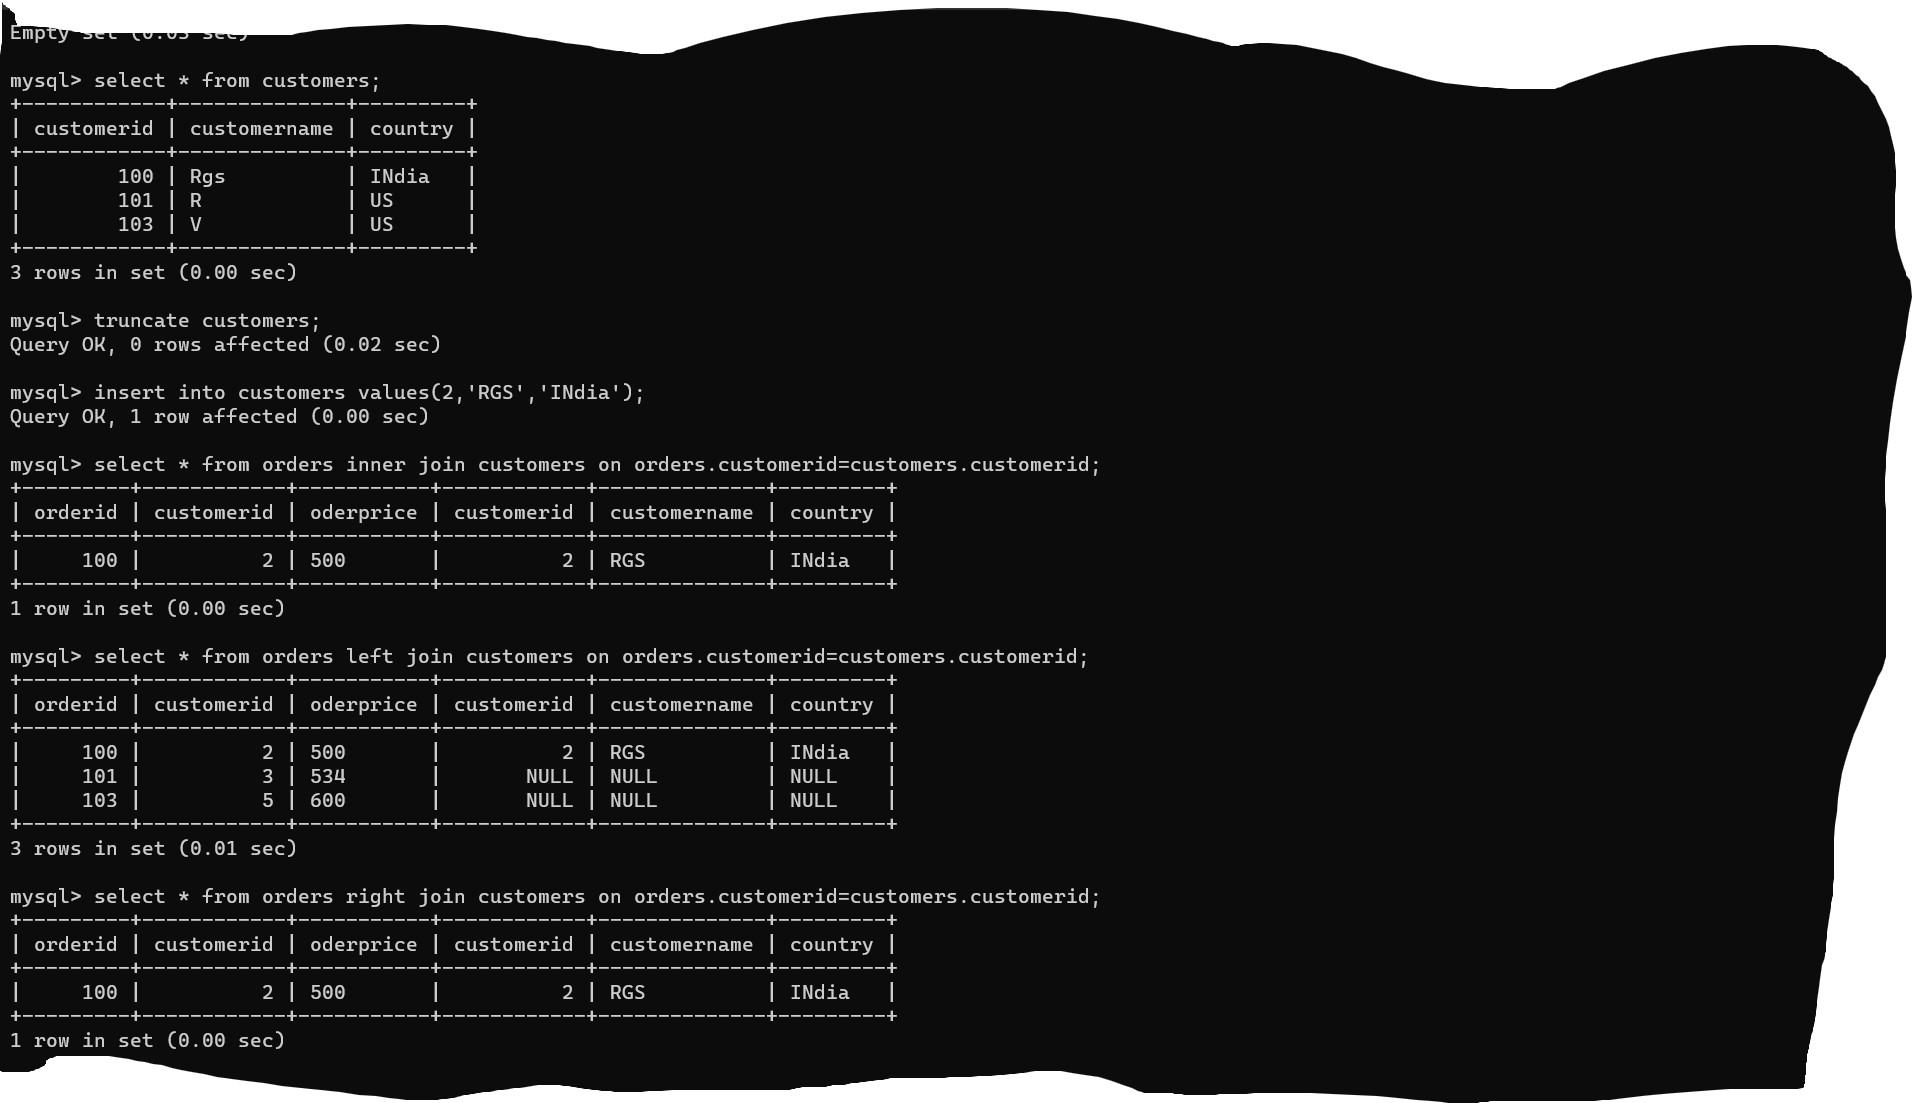 Empty set (0.03 sec)
mysql> select * from customers;
+------------+--------------+---------+
| customerid | customername | country |
+------------+--------------+---------+
|        100 | Rgs          | INdia   |
|        101 | R            | US      |
|        103 | V            | US      |
+------------+--------------+---------+
3 rows in set (0.00 sec)
mysql> truncate customers;
Query OK, 0 rows affected (0.02 sec)
mysql> insert into customers values(2,'RGS','INdia');
Query OK, 1 row affected (0.00 sec)
mysql> select * from orders inner join customers on orders.customerid=customers.customerid;
+---------+------------+-----------+------------+--------------+---------+
| orderid | customerid | oderprice | customerid | customername | country |
+---------+------------+-----------+------------+--------------+---------+
|     100 |          2 | 500       |          2 | RGS          | INdia   |
+---------+------------+-----------+------------+--------------+---------+
1 row in set (0.00 sec)
mysql> select * from orders left join customers on orders.customerid=customers.customerid;
+---------+------------+-----------+------------+--------------+---------+
| orderid | customerid | oderprice | customerid | customername | country |
+---------+------------+-----------+------------+--------------+---------+
|     100 |          2 | 500       |          2 | RGS          | INdia   |
|     101 |          3 | 534       |       NULL | NULL         | NULL    |
|     103 |          5 | 600       |       NULL | NULL         | NULL    |
+---------+------------+-----------+------------+--------------+---------+
3 rows in set (0.01 sec)
mysql> select * from orders right join customers on orders.customerid=customers.customerid;
+---------+------------+-----------+------------+--------------+---------+
| orderid | customerid | oderprice | customerid | customername | country |
+---------+------------+-----------+------------+--------------+---------+
|     100 |          2 | 500       |          2 | RGS          | INdia   |
+---------+------------+-----------+------------+--------------+---------+
1 row in set (0.00 sec)